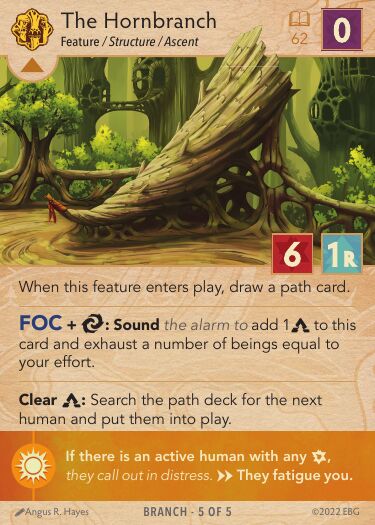 The Hornbranch
Feature / Structure / Ascent
62
0
6
1R
When this feature enters play, draw a path card.
FOC + : Sound the alarm to add 1 to this
card and exhaust a number of beings equal to
your effort.
Clear : Search the path deck for the next
human and put them into play.
If there is an active human with any ,
they call out in distress. They fatigue you.
Angus R. Hayes
BRANCH - 5 OF 5
©2022 EBG